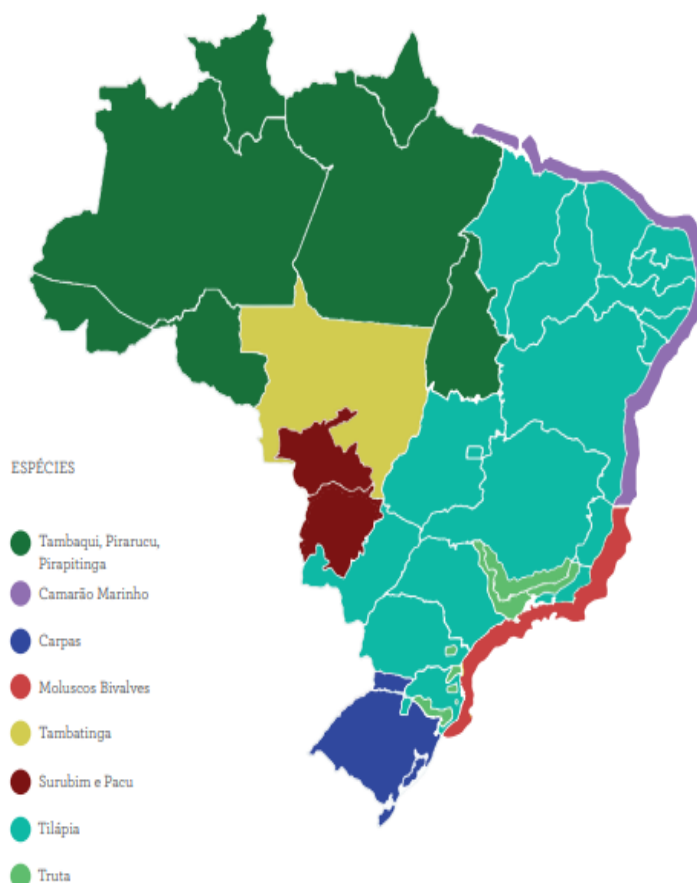 ESPÉCIES
Tambaqui, Pirarucu,
Pirapitinga
Camarão Marinho
Carpas
Moluscos Bivalves
Tambatinga
Surubim e Pacu
Tilápia
Truta